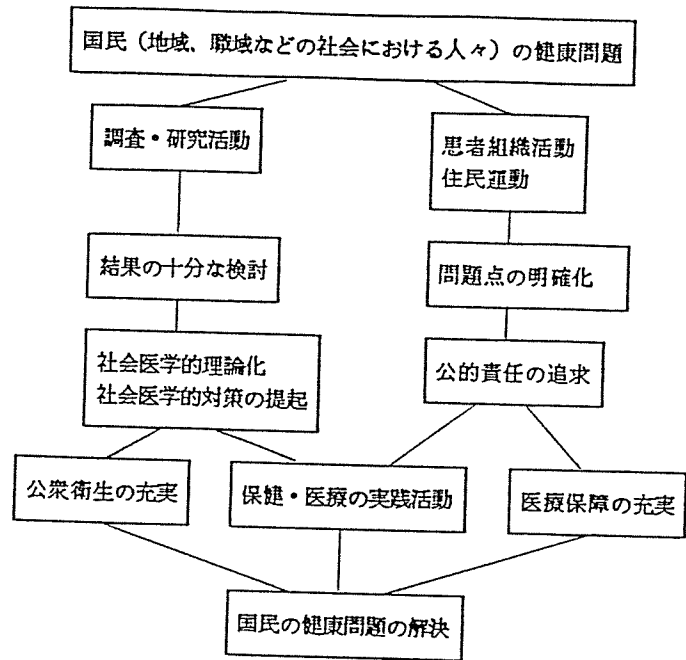 国民（地域、職域などの社会における人々）の健康問題
調査・研究活動
患者組織活動
住民運動
結果の十分な検討
問題点の明確化
社会医学的理論化
社会医学的対策の提起
公的責任の追求
公衆衛生の充実
保健・医療の実践活動
医療保障の充実
国民の健康問題の解決